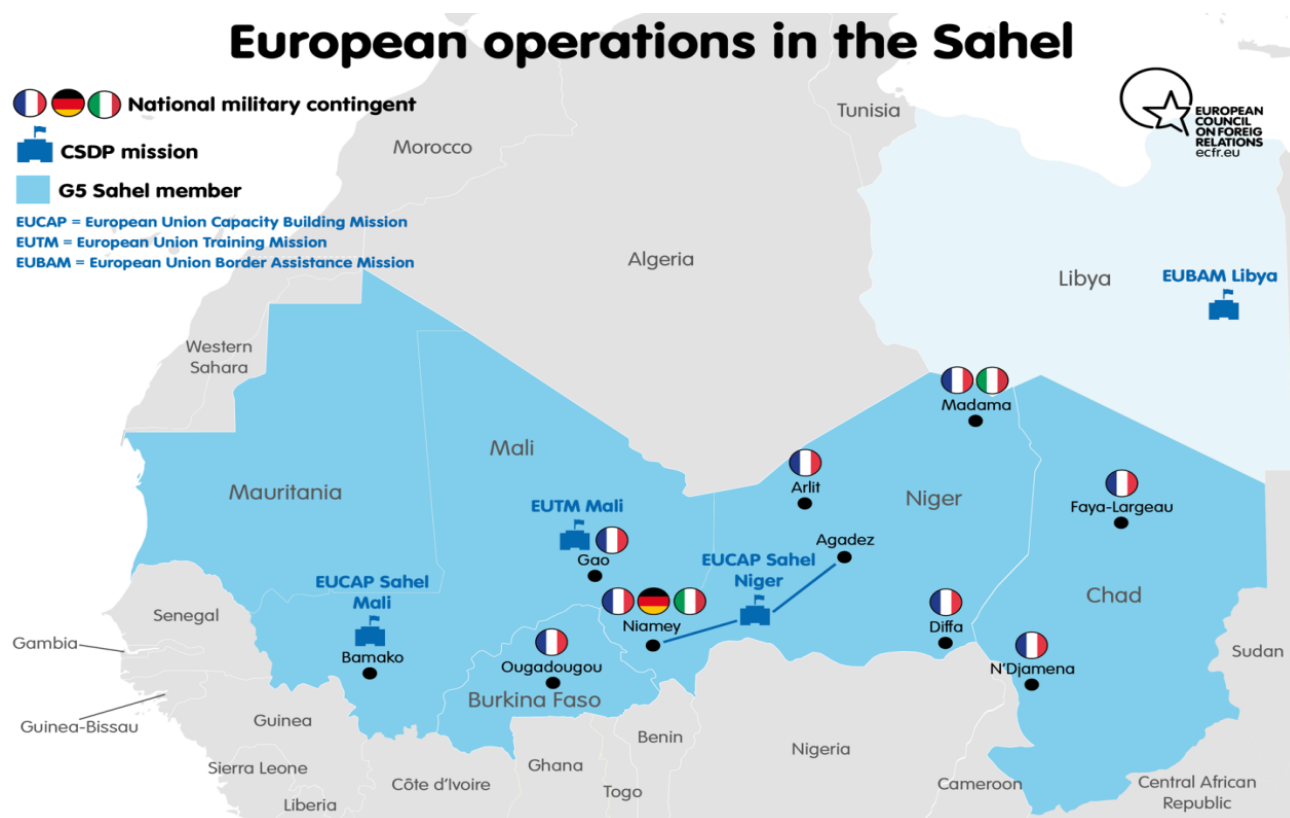 European operations in the Sahel
National military contingent
CSDP mission
G5 Sahel member
EUCAP = European Union Capacity Building Mission
EUTM = European Union Training Mission
EUBAM = European Union Border Assistance Mission
EUROPEAN
COUNCIL
ON FOREIG
RELATIONS
ecfr.eu
Tunisia
Morocco
Algeria
Libya
EUBAM Libya
Western
Sahara
Madama
Mali
Mauritania
Arlit
Niger
Faya-Largeau
EUTM Mali
Gao
Agadez
EUCAP Sahel
Niger
EUCAP Sahel
Mali
Bamako
Niamey
Diffa
Chad
Senegal
Gambia
Ougadougou
Burkina Faso
N'Djamena
Sudan
Guinea-Bissau
Guinea
Sierra Leone
Liberia
Côte d'Ivoire
Ghana
Togo
Benin
Nigeria
Cameroon
Central African
Republic